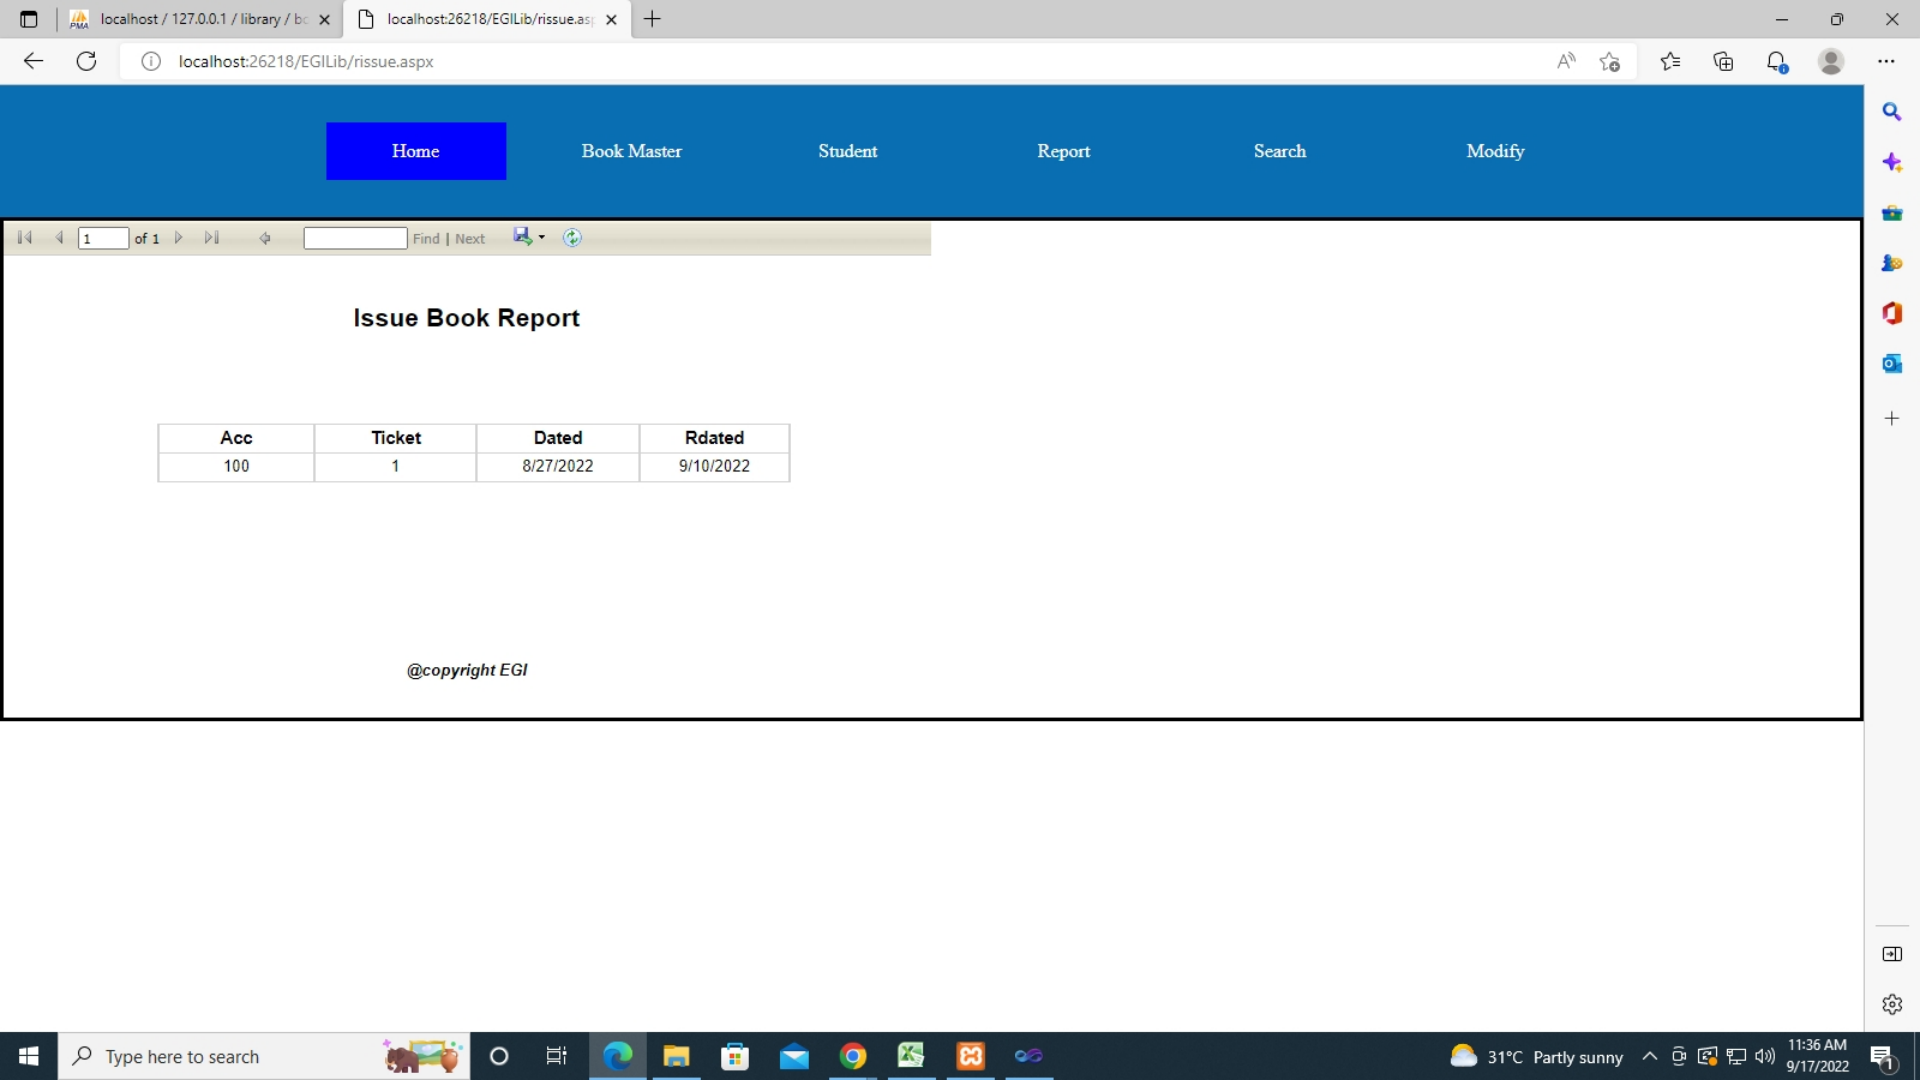 localhost / 127.0.0.1 / library / bo
localhost:26218/EGILib/rissue.asp
localhost:26218/EGILib/rissue.aspx
Home
Book Master
Student
Report
Search
Modify
1 of 1 Find | Next
Issue Book Report
Acc Ticket Dated Rdated
100 1 8/27/2022 9/10/2022
@copyright EGI
Type here to search
31°C Partly sunny
11:36 AM
9/17/2022
1